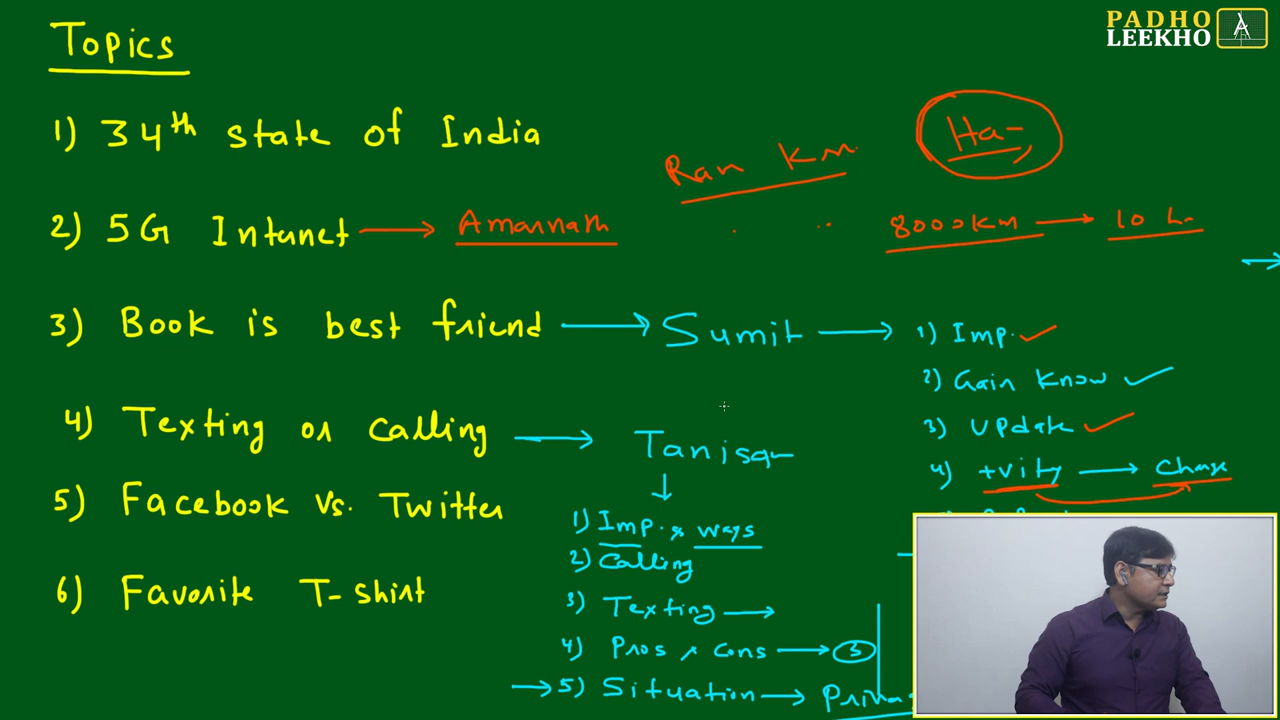 PADHO
LEEKHO
Topics
1) 34th state of India
Ran Km.
Ha-,
2) 5G Internet → Amarnath
8000km → 10 h-
3) Book is best friend → Sumit →
1) Imp. ✓
2) Gain know ✓
3) Update ✓
4) +vity → Change
4) Texting or calling → Tanisq
1) Imp. & ways
2) Calling
3) Texting →
4) Pros & cons → 3
→ 5) Situation →
5) Facebook Vs. Twitter
6) Favorite T-shirt